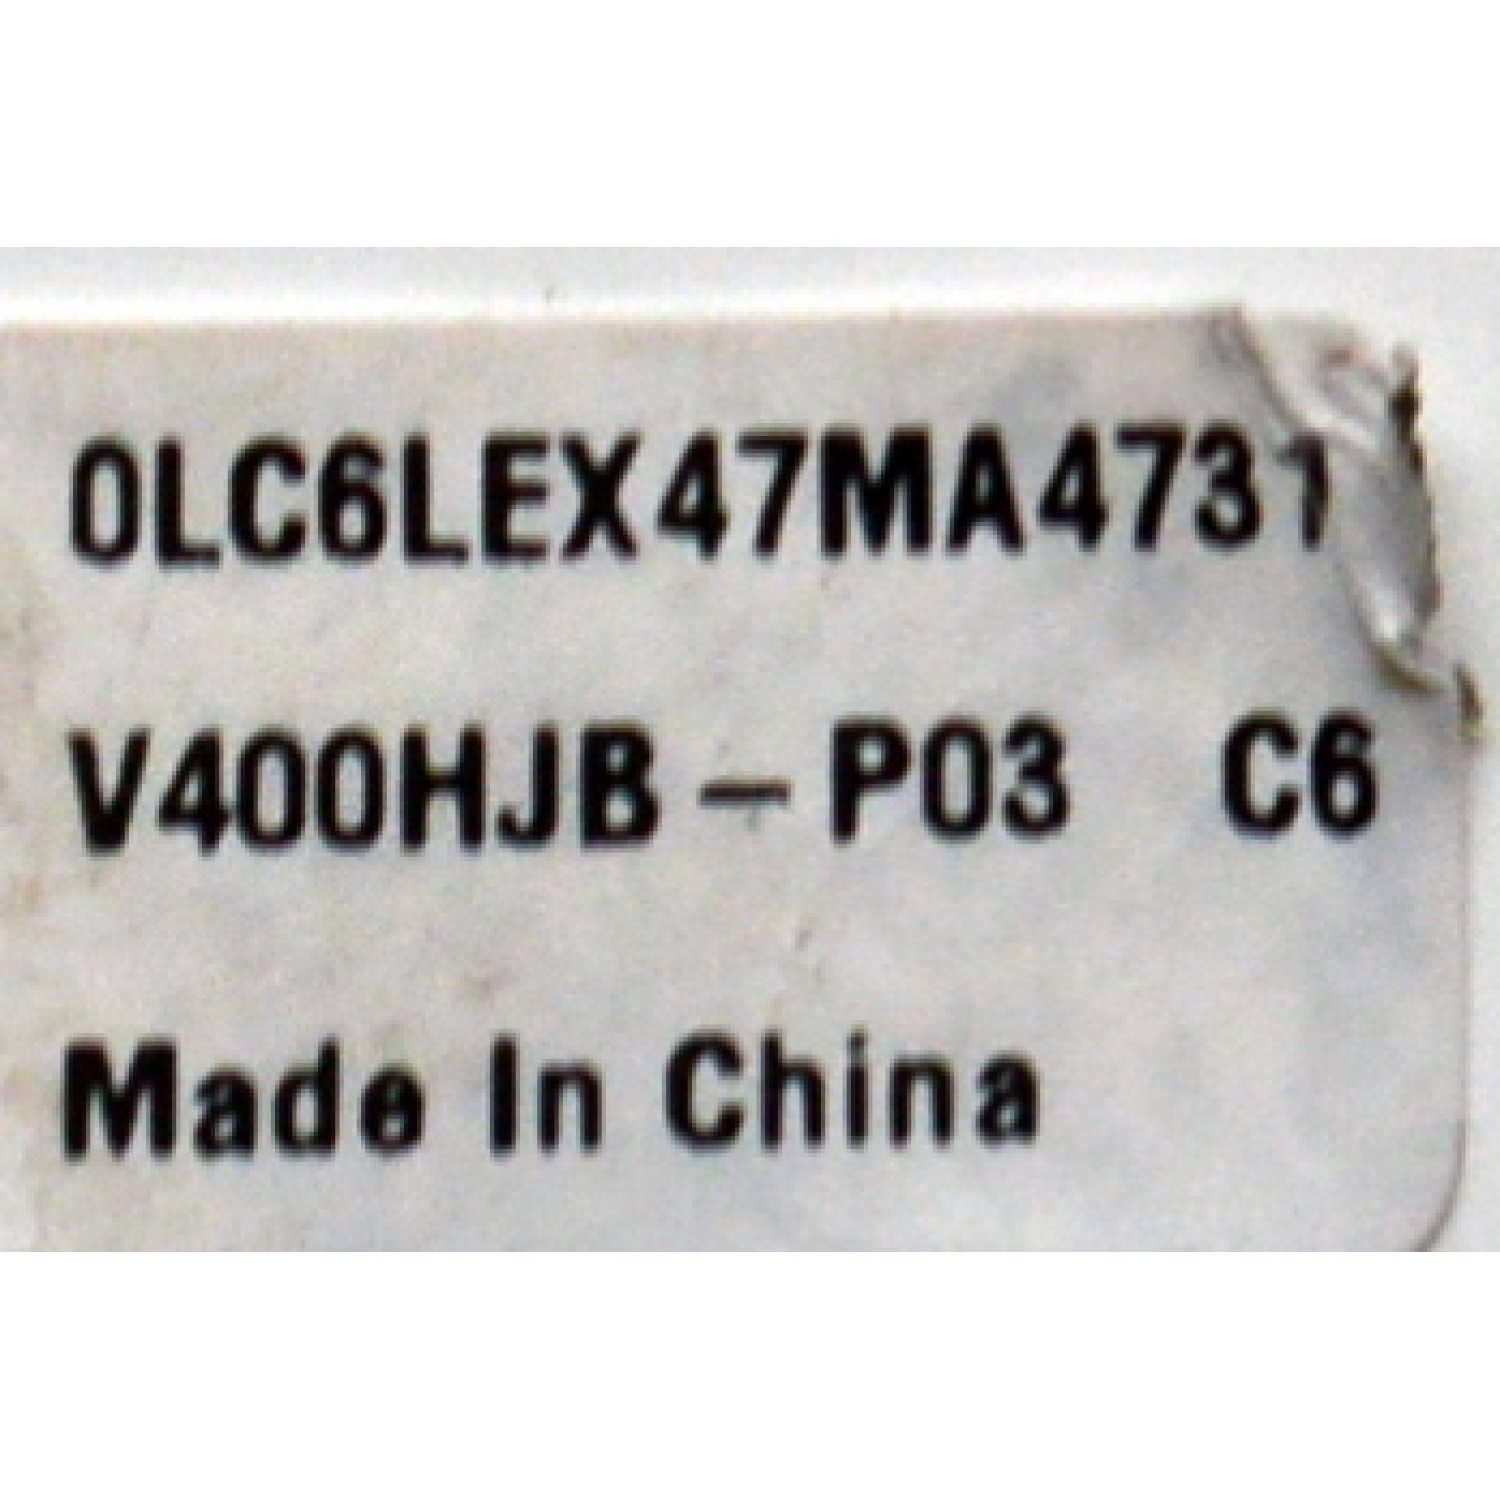 0LC6LEX47MA4731
V400HJB-P03 C6
Made In China